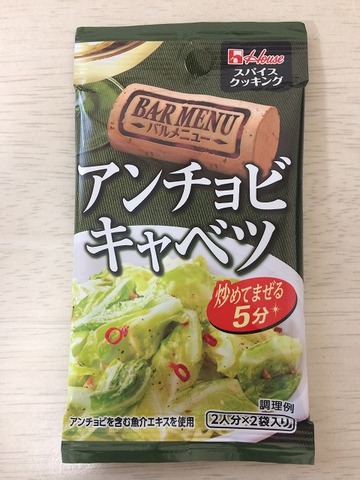 House
スパイス
クッキング
BAR MENU
バルメニュー
アンチョビ
キャベツ
炒めてまぜる
5分
調理例
アンチョビを含む魚介エキスを使用
2人分×2袋入り